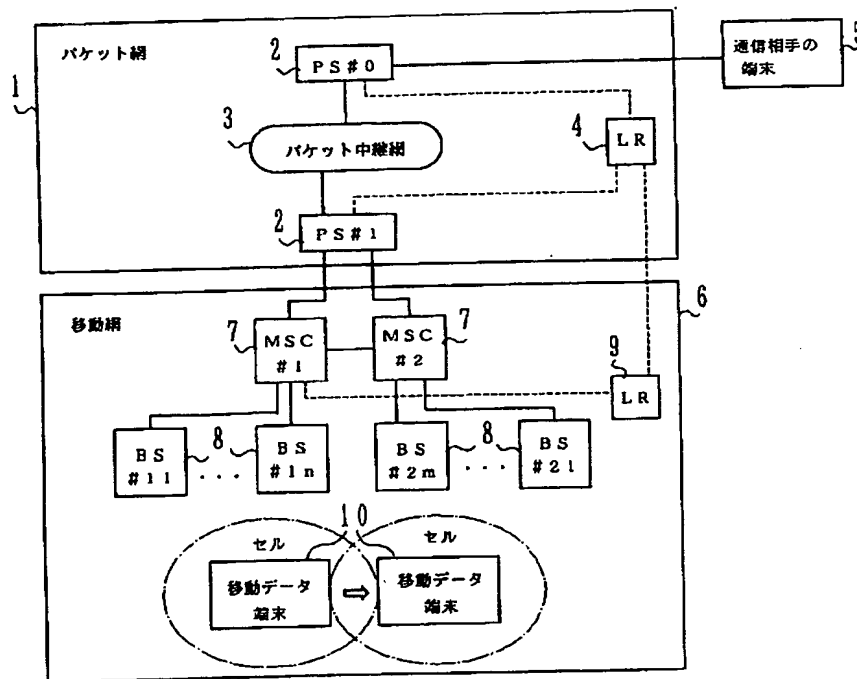 パケット網
1
2
PS#0
通信相手の
端末
5
3
パケット中継網
4
LR
2
PS#1
移動網
6
7
MSC
#1
MSC
#2
7
9
LR
BS
#11
8
・・・
BS
#1n
BS
#2m
8
・・・
BS
#21
10
セル
セル
移動データ
端末
移動データ
端末